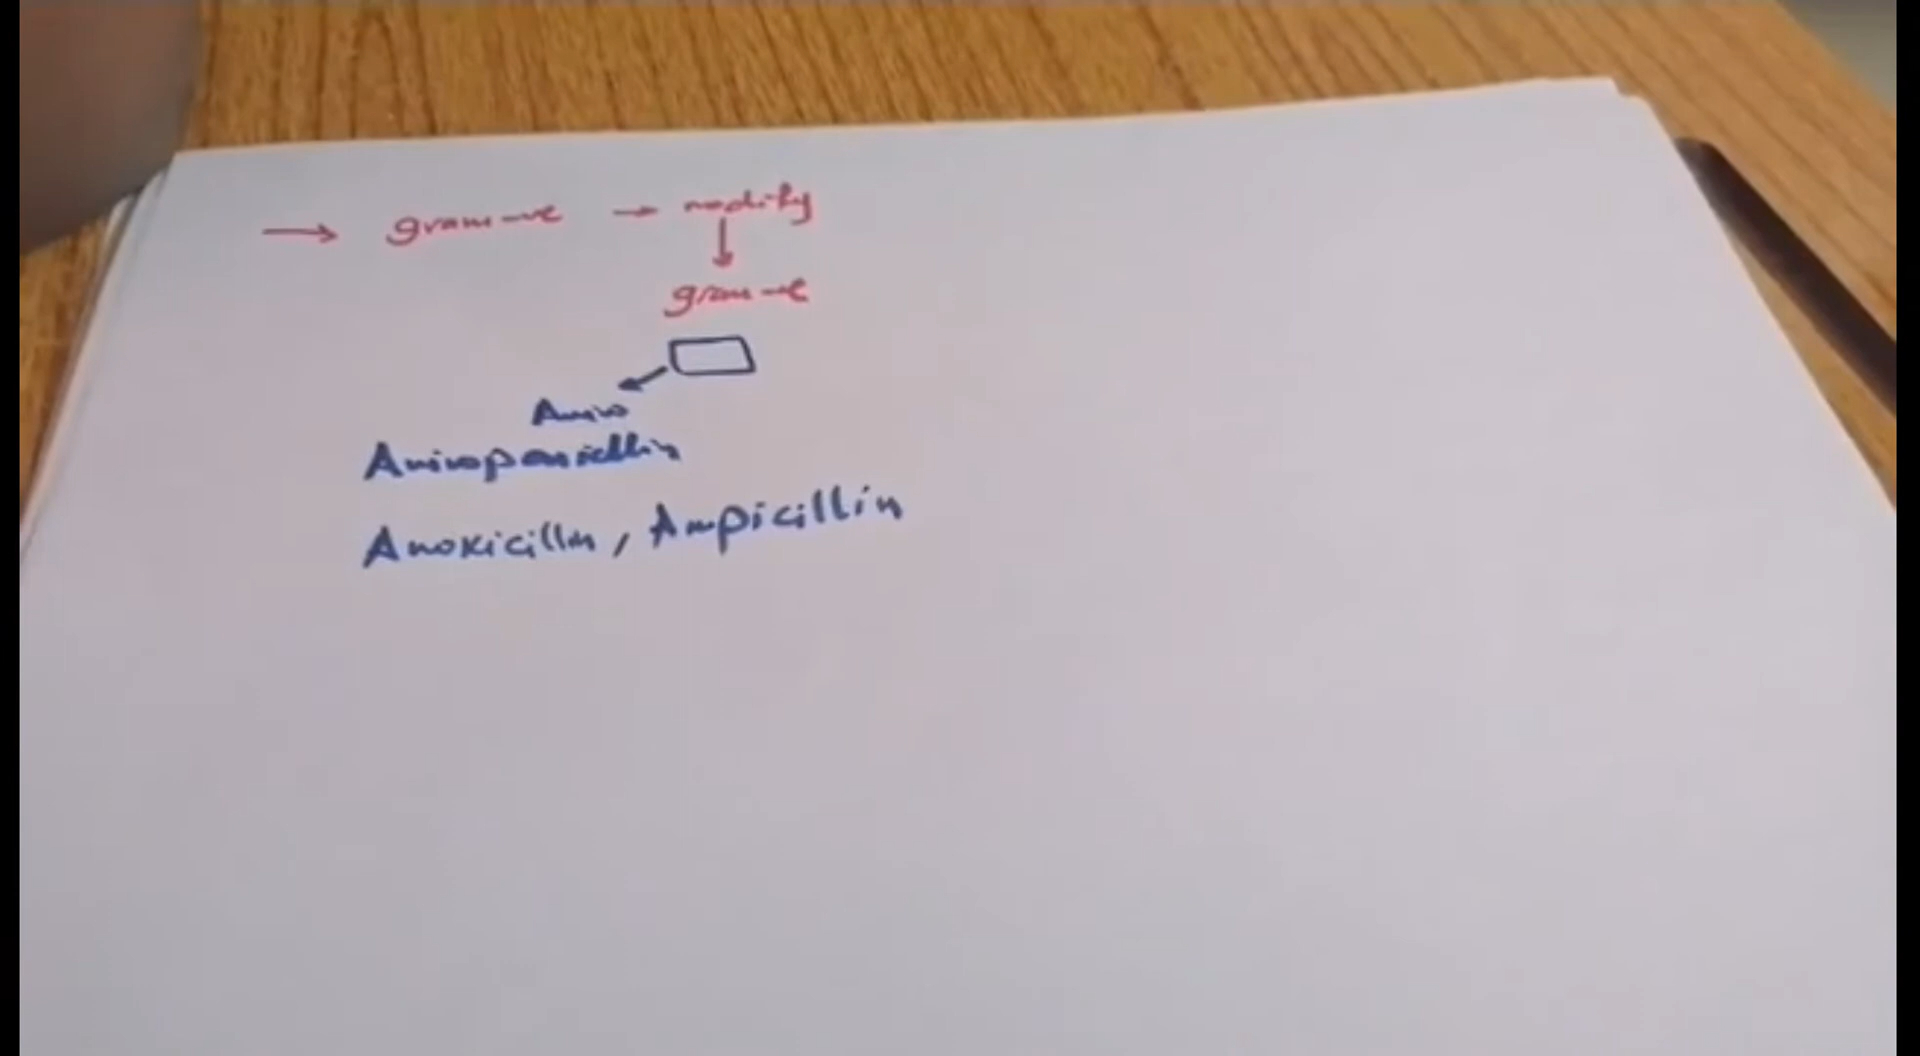 → gram -ve → modify
↓
gram -ve
Amino
Aminopenicillin
Amoxicillin, Ampicillin